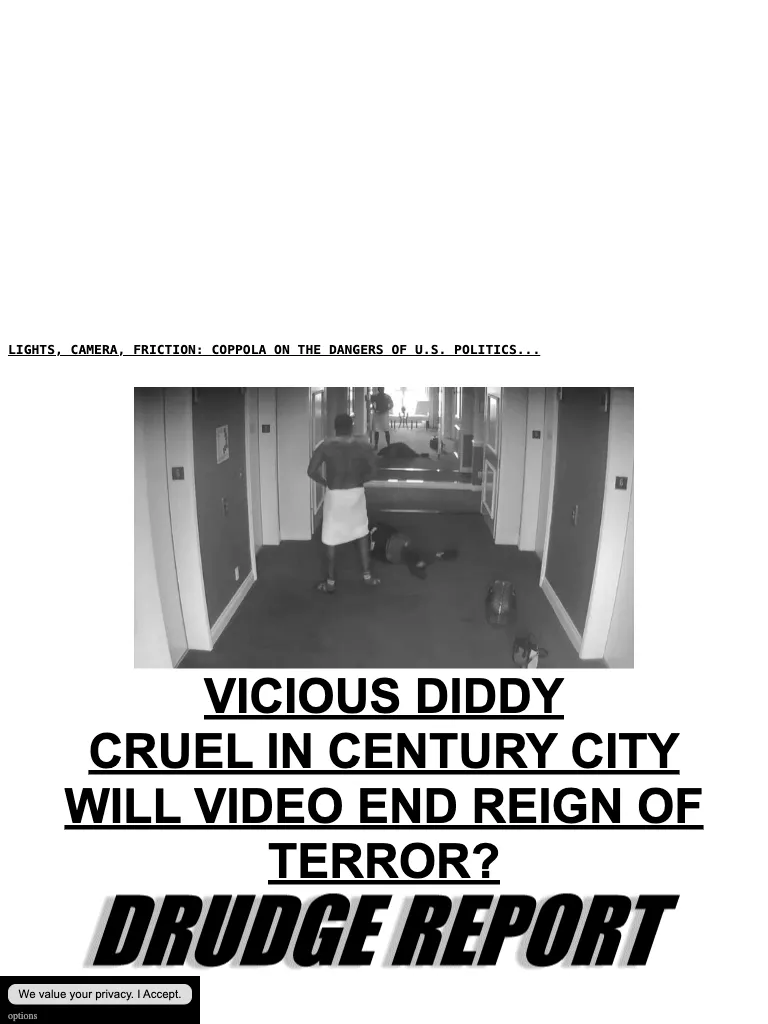 LIGHTS, CAMERA, FRICTION: COPPOLA ON THE DANGERS OF U.S. POLITICS...
VICIOUS DIDDY
CRUEL IN CENTURY CITY
WILL VIDEO END REIGN OF
TERROR?
DRUDGE REPORT
We value your privacy. I Accept.
options